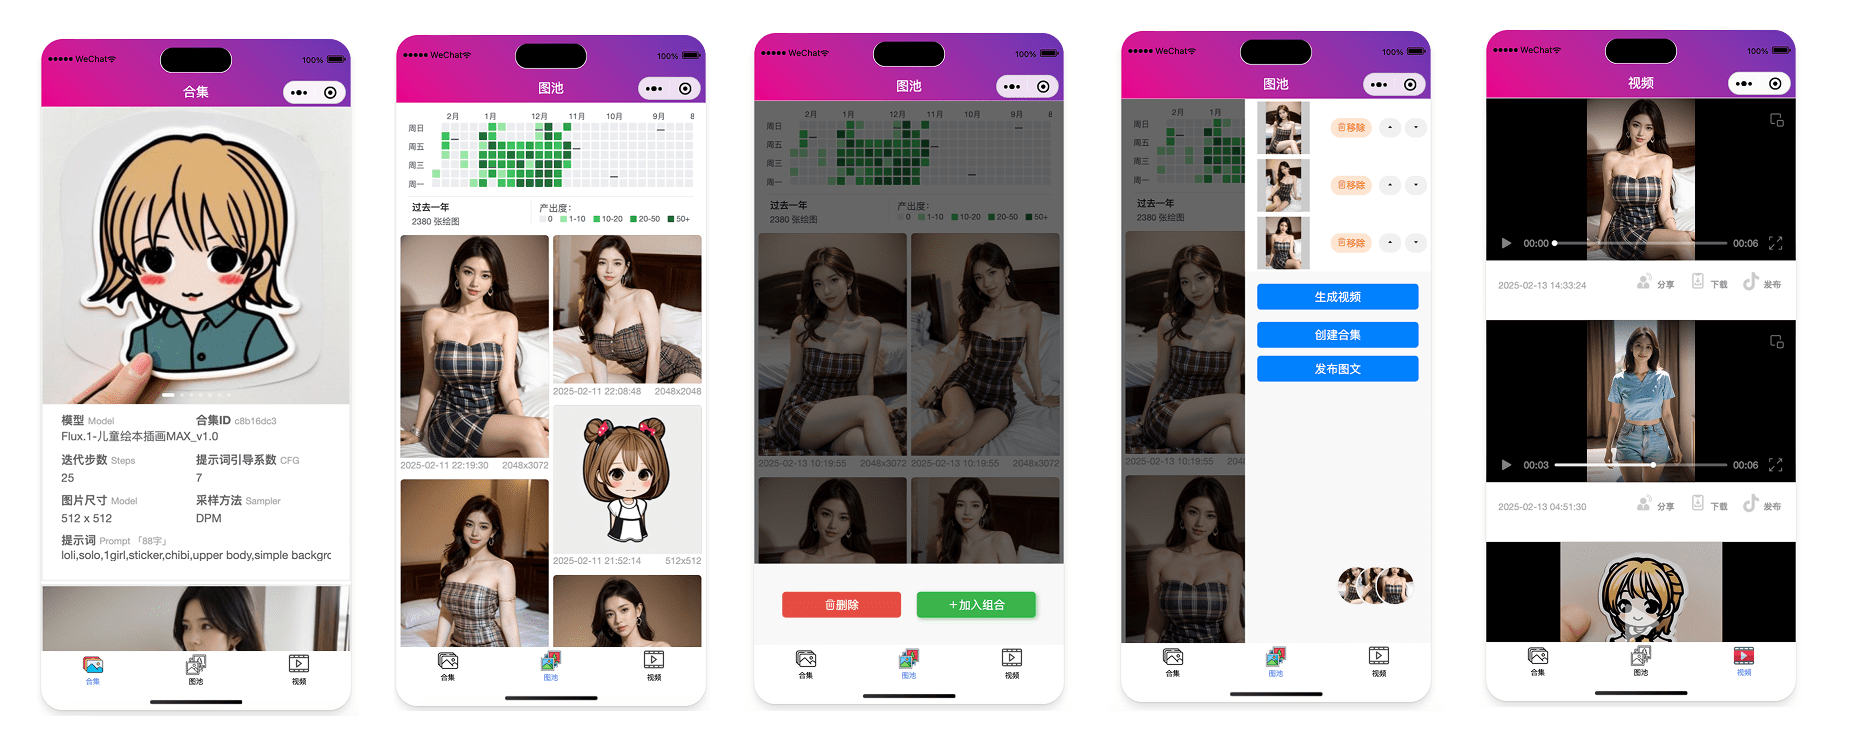 ●●●●● WeChat
100%
合集
模型 Model
合集ID c8b16dc3
Flux.1-儿童绘本插画MAX_v1.0
迭代步数 Steps
提示词引导系数 CFG
25
7
图片尺寸 Model
采样方法 Sampler
512 x 512
DPM
提示词 Prompt 「88字」
loli,solo,1girl,sticker,chibi,upper body,simple backgro
合集
图池
视频
●●●●● WeChat
100%
图池
2月
1月
12月
11月
10月
9月
8
周日
周五
周三
周一
过去一年
2380 张绘图
产出度：
0
1-10
10-20
20-50
50+
2025-02-11 22:19:30
2048x3072
2025-02-11 22:08:48
2048x2048
2025-02-11 21:52:14
512x512
合集
图池
视频
●●●●● WeChat
100%
图池
2月
1月
12月
11月
10月
9月
8
周日
周五
周三
周一
过去一年
2380 张绘图
产出度：
0
1-10
10-20
20-50
50+
2025-02-13 10:19:55
2048x3072
2025-02-13 10:19:55
2048x3072
删除
+加入组合
合集
图池
视频
●●●●● WeChat
100%
图池
2月
1月
周日
周五
周三
周一
过去一年
2380 张绘图
2025-02-13 10:19:55
204
移除
移除
移除
生成视频
创建合集
发布图文
合集
图池
视频
●●●●● WeChat
100%
视频
00:00
00:06
2025-02-13 14:33:24
分享
下载
发布
00:03
00:06
2025-02-13 04:51:30
分享
下载
发布
合集
图池
视频